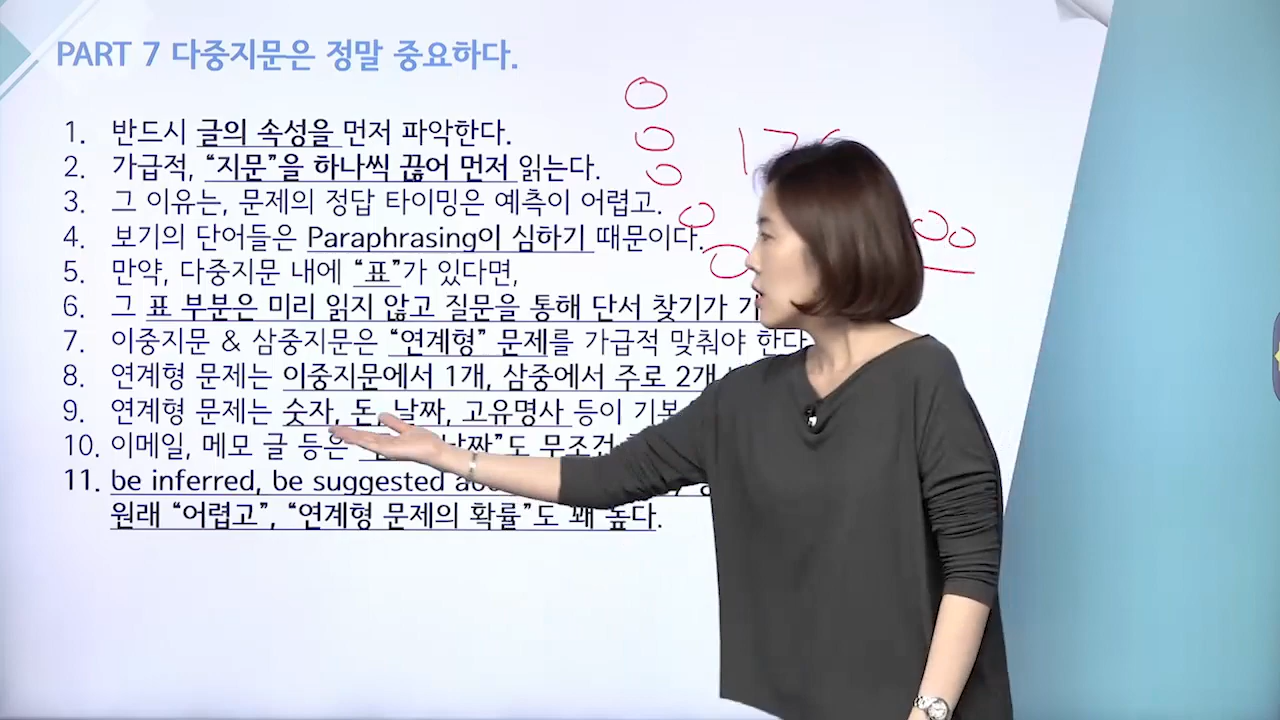 PART 7 다중지문은 정말 중요하다.
1. 반드시 글의 속성을 먼저 파악한다.
2. 가급적, “지문”을 하나씩 끊어 먼저 읽는다.
3. 그 이유는, 문제의 정답 타이밍은 예측이 어렵고.
4. 보기의 단어들은 Paraphrasing이 심하기 때문이다.
5. 만약, 다중지문 내에 “표”가 있다면,
6. 그 표 부분은 미리 읽지 않고 질문을 통해 단서 찾기가
7. 이중지문 & 삼중지문은 “연계형” 문제를 가급적 맞춰야 한다
8. 연계형 문제는 이중지문에서 1개, 삼중에서 주로 2개
9. 연계형 문제는 숫자, 돈, 날짜, 고유명사 등이
10. 이메일, 메모 글 등은 날짜”도 무조건
11. be inferred, be suggested
원래 “어렵고”, “연계형 문제의 확률”도 꽤 높다.